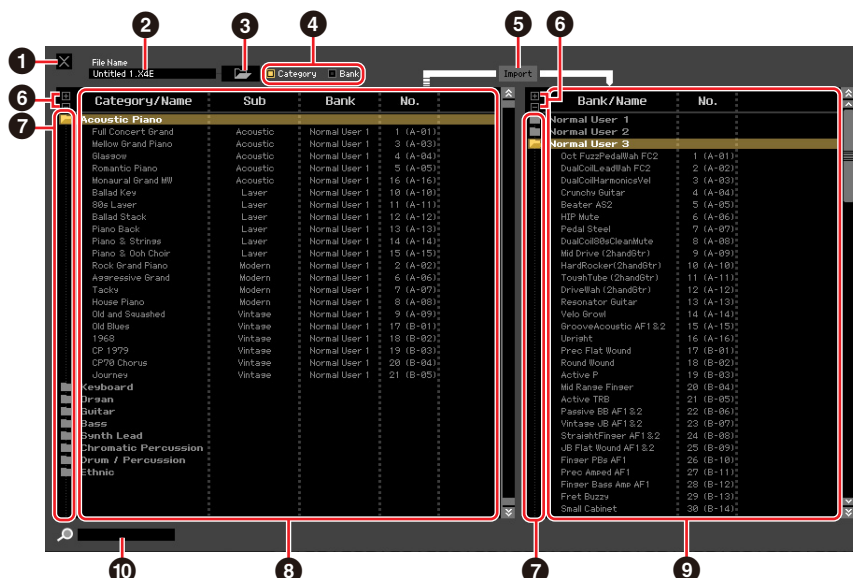 2 3 4 5 6
1 File Name
Untitled 1.X4E Category Bank Import
6 Category/Name Sub Bank No. Bank/Name No.
7 Acoustic Piano Normal User 1
Full Concert Grand Acoustic Normal User 1 1 (A-01) Normal User 2
Mellow Grand Piano Acoustic Normal User 1 3 (A-03) Normal User 3
Glasgow Acoustic Normal User 1 4 (A-04) Oct FuzzPedalWah FC2 1 (A-01)
Romantic Piano Acoustic Normal User 1 5 (A-05) DualCoilLeadWah FC2 2 (A-02)
Monaural Grand MW Acoustic Normal User 1 16 (A-16) DualCoilHarmonicsVel 3 (A-03)
Ballad Key Layer Normal User 1 10 (A-10) Crunchy Guitar 4 (A-04)
80s Layer Layer Normal User 1 11 (A-11) Beater AS2 5 (A-05)
Ballad Stack Layer Normal User 1 12 (A-12) HIP Mute 6 (A-06)
Piano Back Layer Normal User 1 13 (A-13) Pedal Steel 7 (A-07)
Piano & Strings Layer Normal User 1 14 (A-14) DualCoil80sCleanMute 8 (A-08)
Piano & Ooh Choir Layer Normal User 1 15 (A-15) Mid Drive (2handGtr) 9 (A-09)
Rock Grand Piano Modern Normal User 1 2 (A-02) HardRocker(2handGtr) 10 (A-10)
Aggressive Grand Modern Normal User 1 6 (A-06) ToughTube (2handGtr) 11 (A-11)
Tacky Modern Normal User 1 7 (A-07) DriveWah (2handGtr) 12 (A-12)
House Piano Modern Normal User 1 8 (A-08) Resonator Guitar 13 (A-13)
Old and Squashed Vintage Normal User 1 9 (A-09) Velo Growl 14 (A-14)
Old Blues Vintage Normal User 1 17 (B-01) GrooveAcoustic AF1&2 15 (A-15)
1968 Vintage Normal User 1 18 (B-02) Upright 16 (A-16)
CP 1979 Vintage Normal User 1 19 (B-03) Prec Flat Wound 17 (B-01)
CP70 Chorus Vintage Normal User 1 20 (B-04) Round Wound 18 (B-02)
Journey Vintage Normal User 1 21 (B-05) Active P 19 (B-03)
Keyboard Mid Range Finger 20 (B-04)
Organ Active TRB 21 (B-05)
Guitar Passive BB AF1&2 22 (B-06)
Bass Vintage JB AF1&2 23 (B-07)
Synth Lead StraightFinger AF1&2 24 (B-08)
Chromatic Percussion JB Flat Wound AF1&2 25 (B-09)
Drum / Percussion Finger PBs AF1 26 (B-10)
Ethnic Prec Amped AF1 27 (B-11)
Finger Bass Amp AF1 28 (B-12)
Fret Buzzy 29 (B-13)
Small Cabinet 30 (B-14)
10 8 7 9